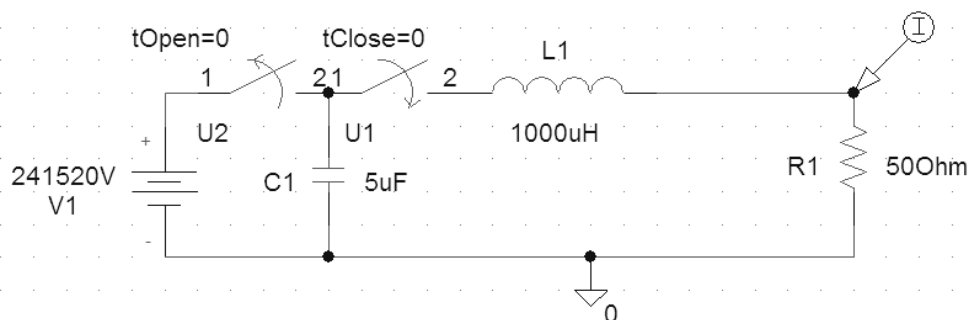 tOpen=0
tClose=0
I
L1
1
21
2
U2
U1
1000uH
+
241520V
V1
C1
5uF
R1
50Ohm
-
0